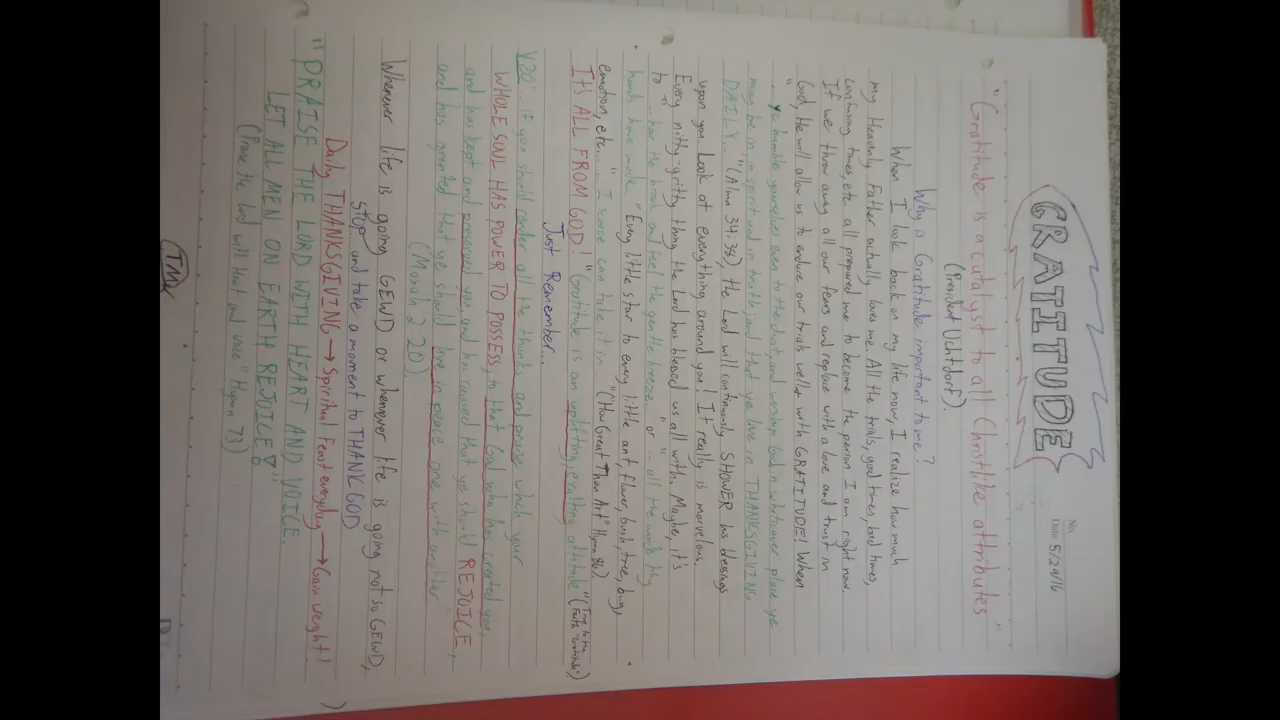 No.
Date 5/24/16
GRATITUDE
"Gratitude is a catalyst to all Christlike attributes"
(President Uchtdorf).
Why is Gratitude important to me?
When I look back on my life now, I realize how much
my Heavenly Father actually loves me. All the trials, good times, bad times,
confusing times, etc. all prepared me to become the person I am right now.
If we throw away all our fears and replace with a love and trust in
God, He will allow us to endure our trials well + with GRATITUDE! When
"...Ye humble yourselves even to the dust, and worship God, in whatsoever place ye
may be in, in spirit and in truth; and that ye live in THANKSGIVING
DAILY..." (Alma 34:38), the Lord will continuously SHOWER his blessings
upon you. Look at everything around you! It really is marvelous.
Every nitty-gritty thing the Lord has blessed us all with. Maybe, it's
to "...hear the brook and feel the gentle breeze..." or "...all the works thy
hands have made." Every little star to every little ant, flower, bush, tree, bug,
emotion, etc... "I scarce can take it in" ("How Great Thou Art" Hymn 86).
IT'S ALL FROM GOD! "Gratitude is an uplifting, exalting attitude" (True to the Faith "Gratitude")
Just Remember...
V20 "...if you should render all the thanks and praise which your
WHOLE SOUL HAS POWER TO POSSESS, to that God who has created you,
and has kept and preserved you, and has caused that ye should REJOICE,
and has granted that ye should live in peace one with another"
(Mosiah 2:20)
Whenever life is going GEWD or whenever life is going not so GEWD,
STOP and take a moment to THANK GOD
Daily THANKSGIVING → Spiritual Feast everyday → Gain weight!
"PRAISE THE LORD WITH HEART AND VOICE,
LET ALL MEN ON EARTH REJOICE!"
(Praise the Lord with Heart and Voice "Hymn 73)